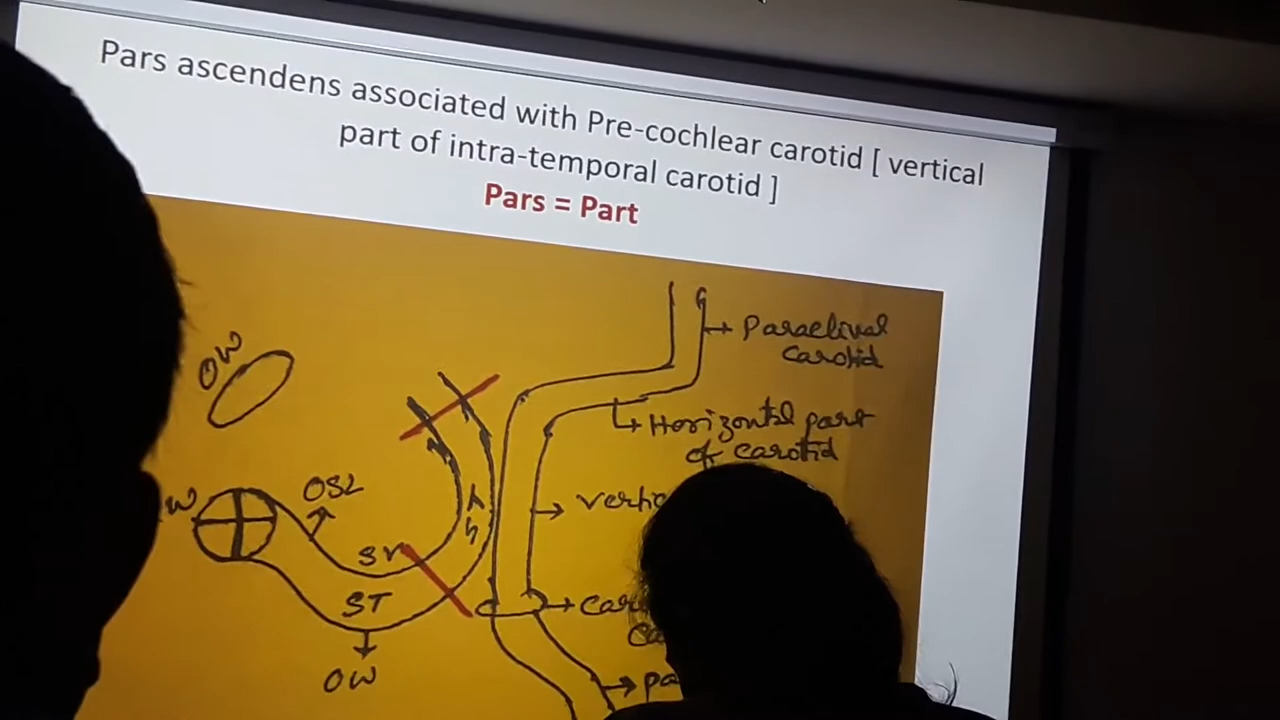 Pars ascendens associated with Pre-cochlear carotid [ vertical
part of intra-temporal carotid ]
Pars = Part
Paraclival
carotid
OW
Horizontal part
of carotid
OSL
W
SV
ST
ST
OW